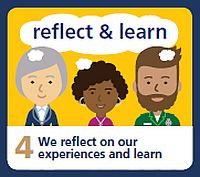 reflect & learn
4 We reflect on our
experiences and learn